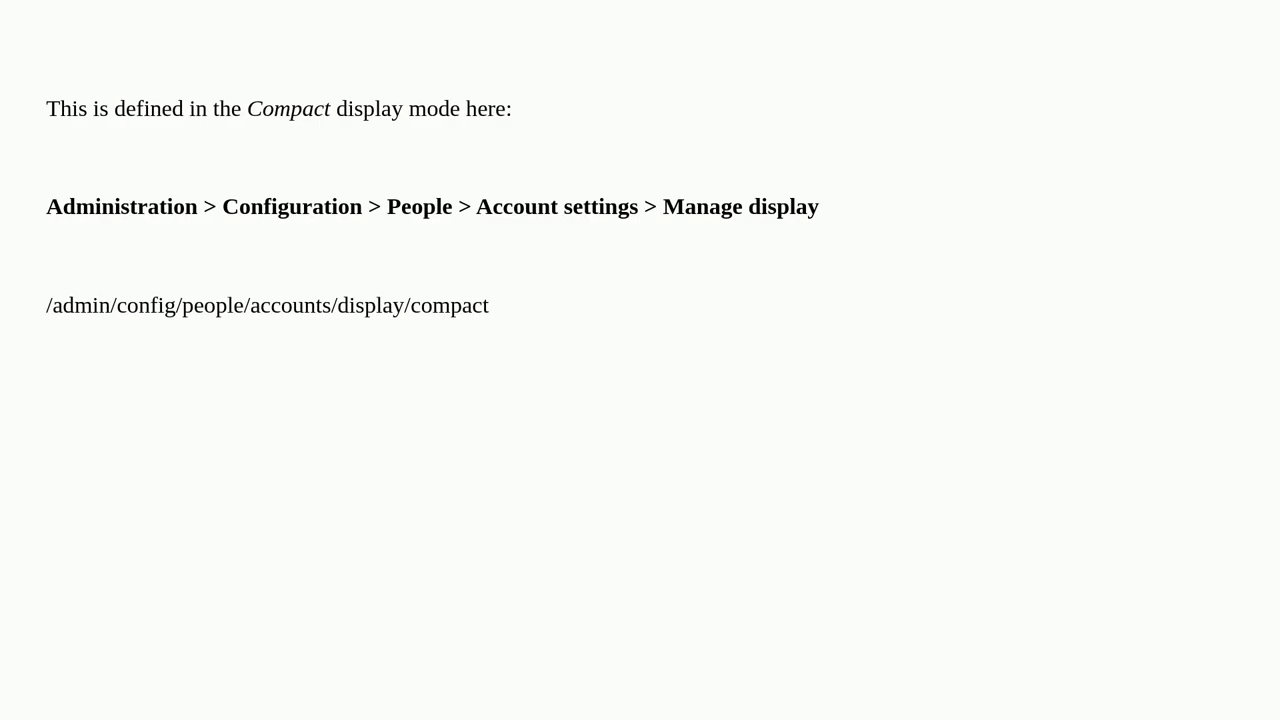 This is defined in the Compact display mode here:
Administration > Configuration > People > Account settings > Manage display
/admin/config/people/accounts/display/compact